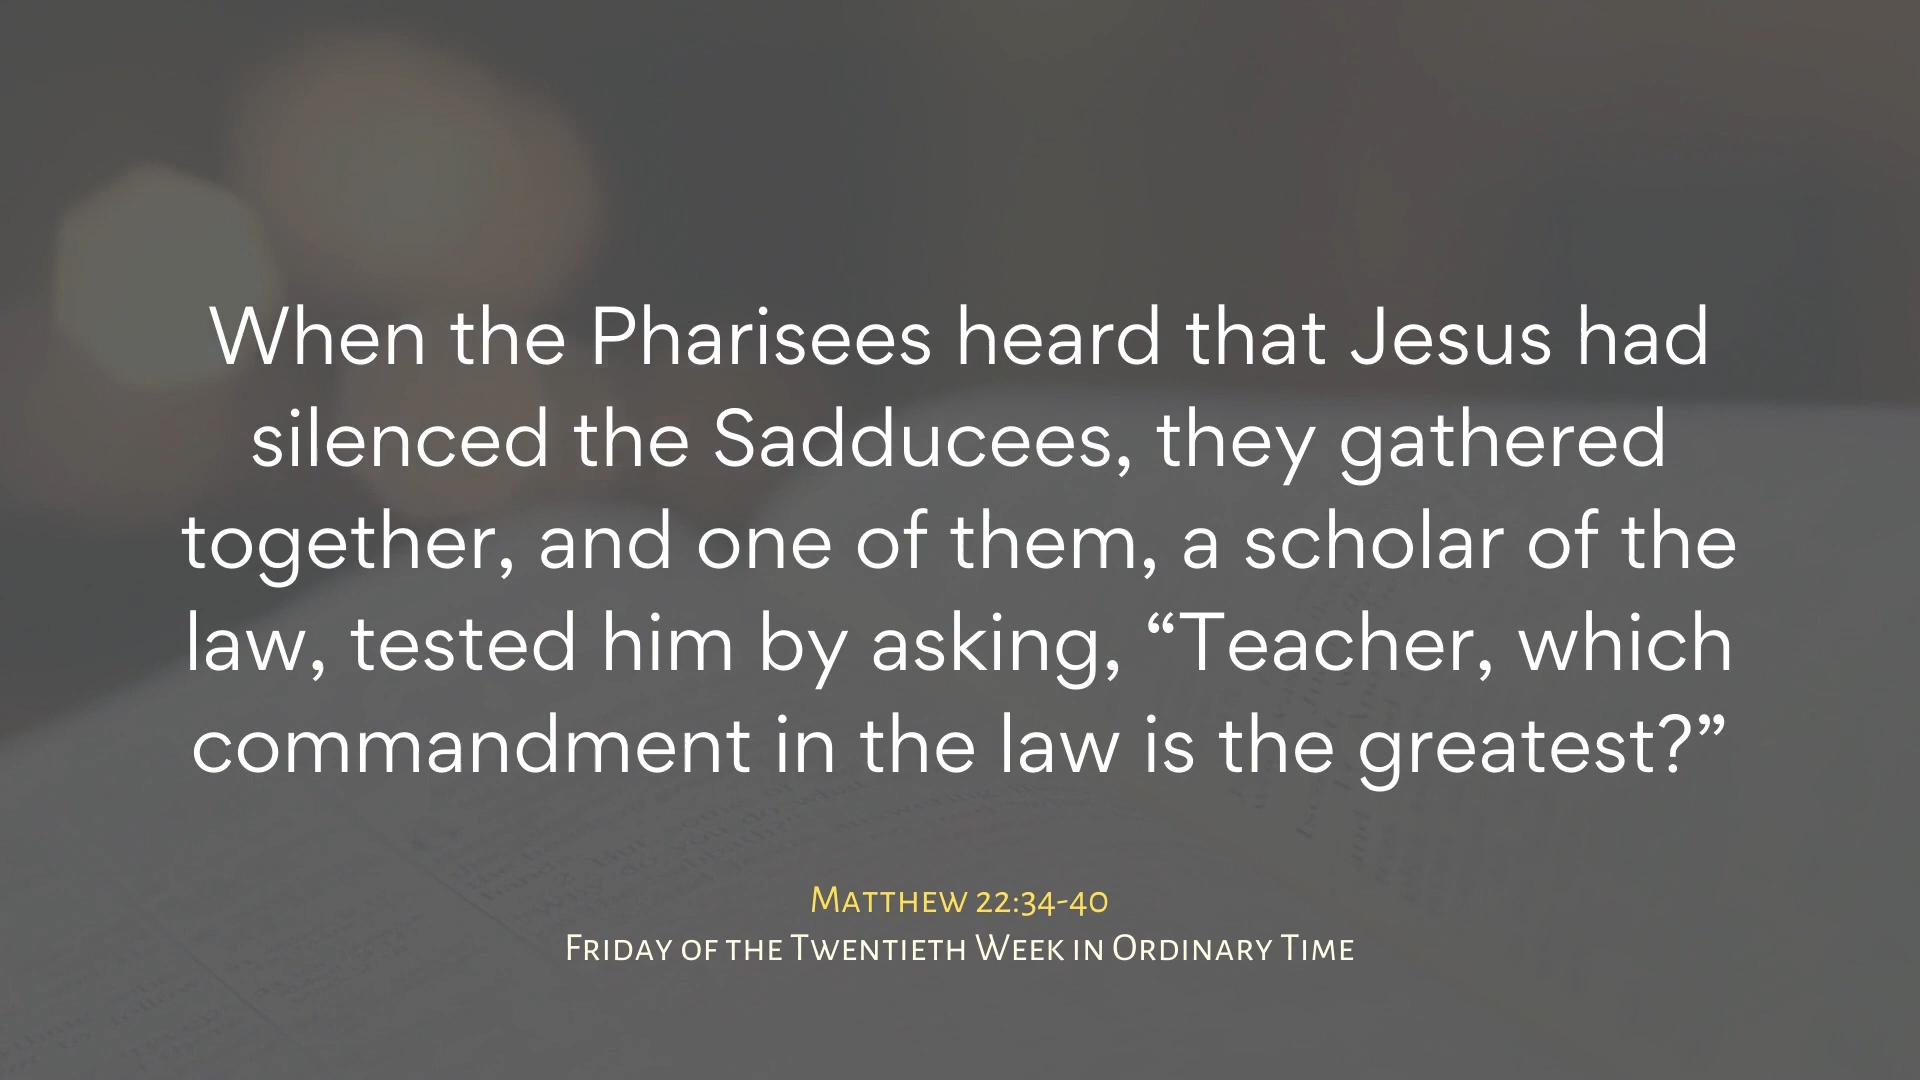 When the Pharisees heard that Jesus had
silenced the Sadducees, they gathered
together, and one of them, a scholar of the
law, tested him by asking, “Teacher, which
commandment in the law is the greatest?”
Matthew 22:34-40
Friday of the Twentieth Week in Ordinary Time